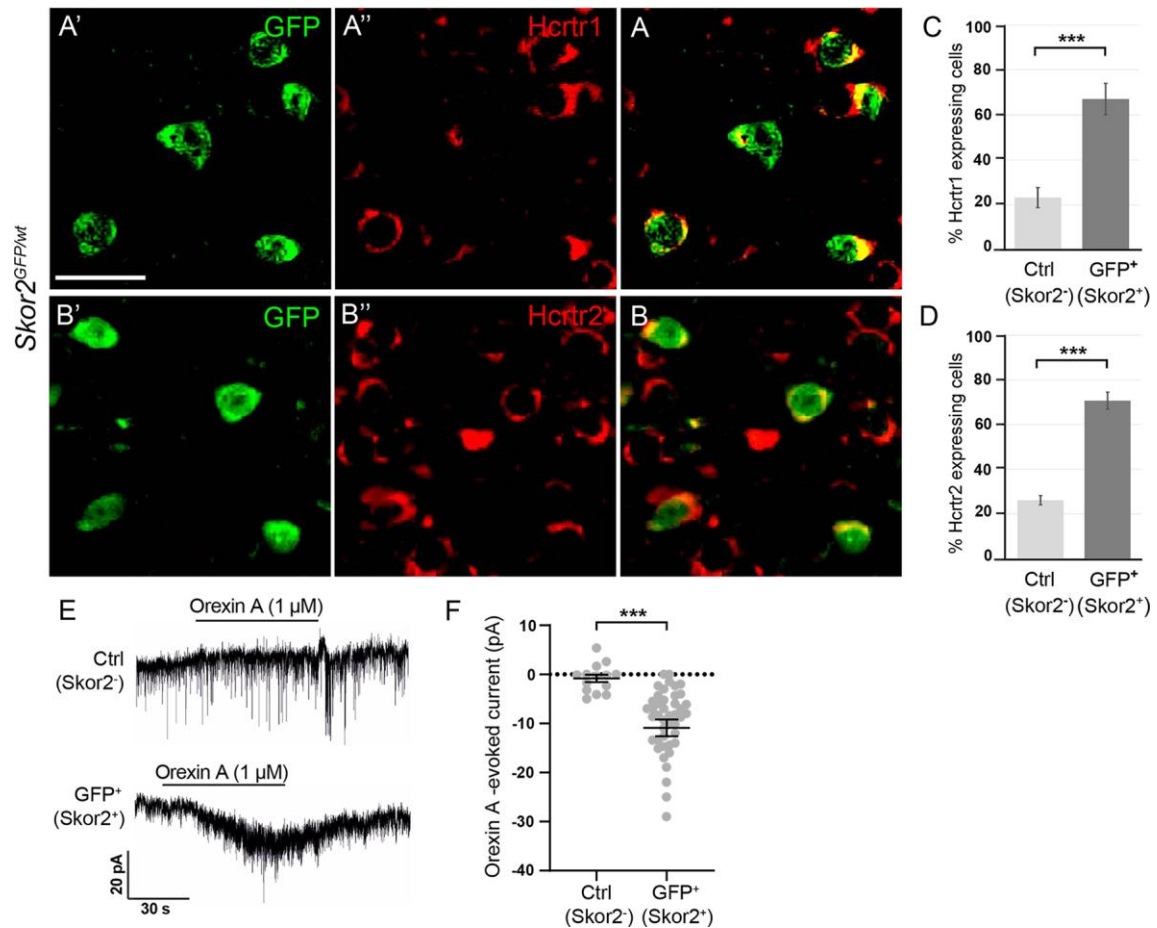 Skor2GFP/wt
A'
GFP
A''
Hcrtr1
A
B'
GFP
B''
Hcrtr2
B
C
% Hcrtr1 expressing cells
100
80
60
40
20
0
***
Ctrl
(Skor2-)
GFP+
(Skor2+)
D
% Hcrtr2 expressing cells
100
80
60
40
20
0
***
Ctrl
(Skor2-)
GFP+
(Skor2+)
E
Orexin A (1 µM)
Ctrl
(Skor2-)
Orexin A (1 µM)
GFP+
(Skor2+)
20 pA
30 s
F
Orexin A -evoked current (pA)
10
0
-10
-20
-30
-40
***
Ctrl
(Skor2-)
GFP+
(Skor2+)